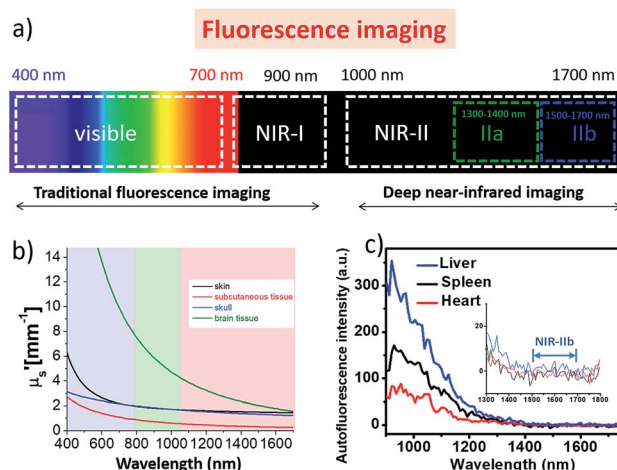 a)
Fluorescence imaging
400 nm 700 nm 900 nm 1000 nm 1700 nm
visible NIR-I NIR-II
1300-1400 nm
IIa
1500-1700 nm
IIb
Traditional fluorescence imaging Deep near-infrared imaging
b)
14
12
10
8
6
4
2
0
μs'[mm⁻¹]
skin
subcutaneous tissue
skull
brain tissue
400 600 800 1000 1200 1400 1600
Wavelength (nm)
c)
Autofluorescence intensity (a.u.)
300
200
100
0
Liver
Spleen
Heart
20
10
0
NIR-IIb
1300 1400 1500 1600 1700 1800
1000 1200 1400 1600
Wavelength (nm)